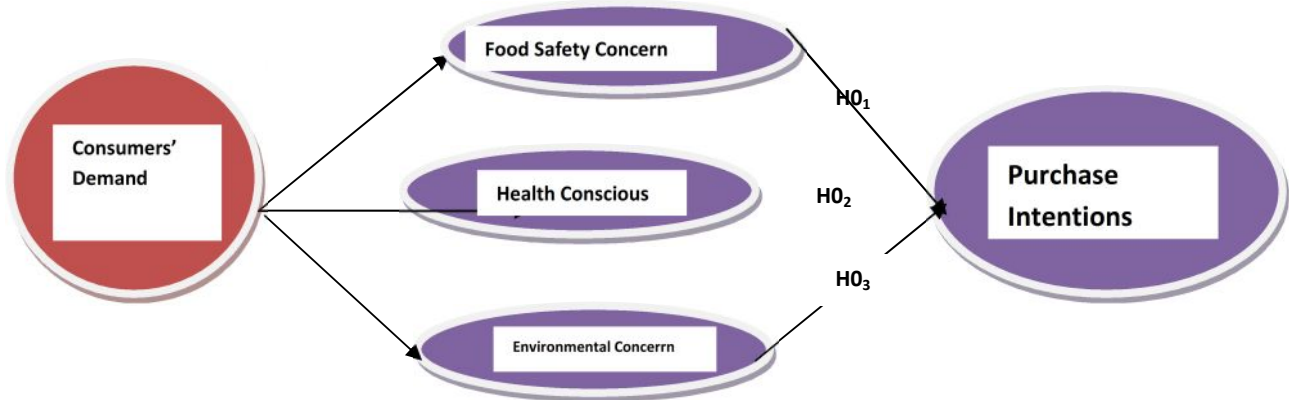 Food Safety Concern
H0₁
Consumers’
Demand
Health Conscious
H0₂
Purchase
Intentions
H0₃
Environmental Concerrn